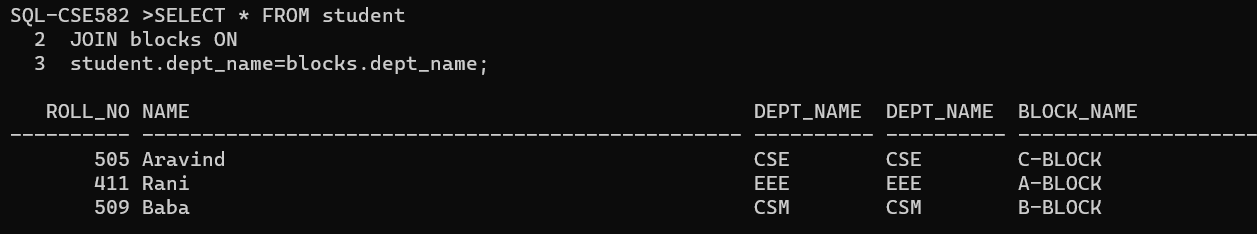 SQL-CSE582 >SELECT * FROM student
  2  JOIN blocks ON
  3  student.dept_name=blocks.dept_name;

   ROLL_NO NAME                                               DEPT_NAME  DEPT_NAME  BLOCK_NAME
---------- -------------------------------------------------- ---------- ---------- --------------------
       505 Aravind                                            CSE        CSE        C-BLOCK
       411 Rani                                               EEE        EEE        A-BLOCK
       509 Baba                                               CSM        CSM        B-BLOCK